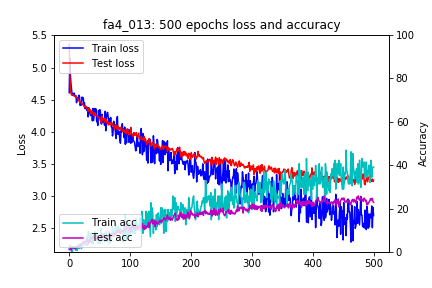 fa4_013: 500 epochs loss and accuracy
Train loss
Test loss
Train acc
Test acc
Loss
5.5
5.0
4.5
4.0
3.5
3.0
2.5
Accuracy
100
80
60
40
20
0
0 100 200 300 400 500